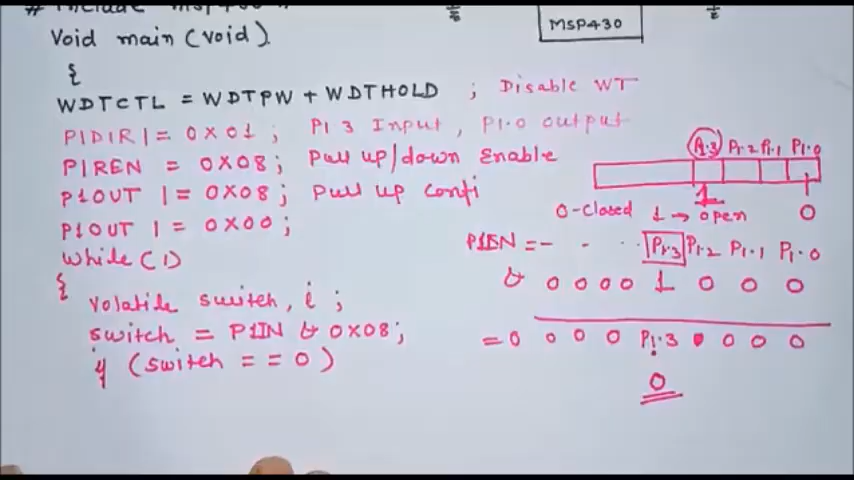 # include msp430
MSP430
Void main (void)
{
WDTCTL = WDTPW + WDTHOLD ; Disable WT
P1DIR |= 0X01 ; P1.3 Input, P1.0 output
P1REN = 0X08 ; Pull up/down Enable
P1OUT |= 0X08 ; Pull up Confi
P1OUT |= 0X00 ;
while (1)
{
volatile switch, i ;
switch = P1IN & 0X08 ;
if (switch == 0)
P1.3 P1.2 P1.1 P1.0
1 0
0-closed 1 → open
P1EN = - - .. P1.3 P1.2 P1.1 P1.0
& 0 0 0 0 1 0 0 0
= 0 0 0 0 P1.3 0 0 0 0
0